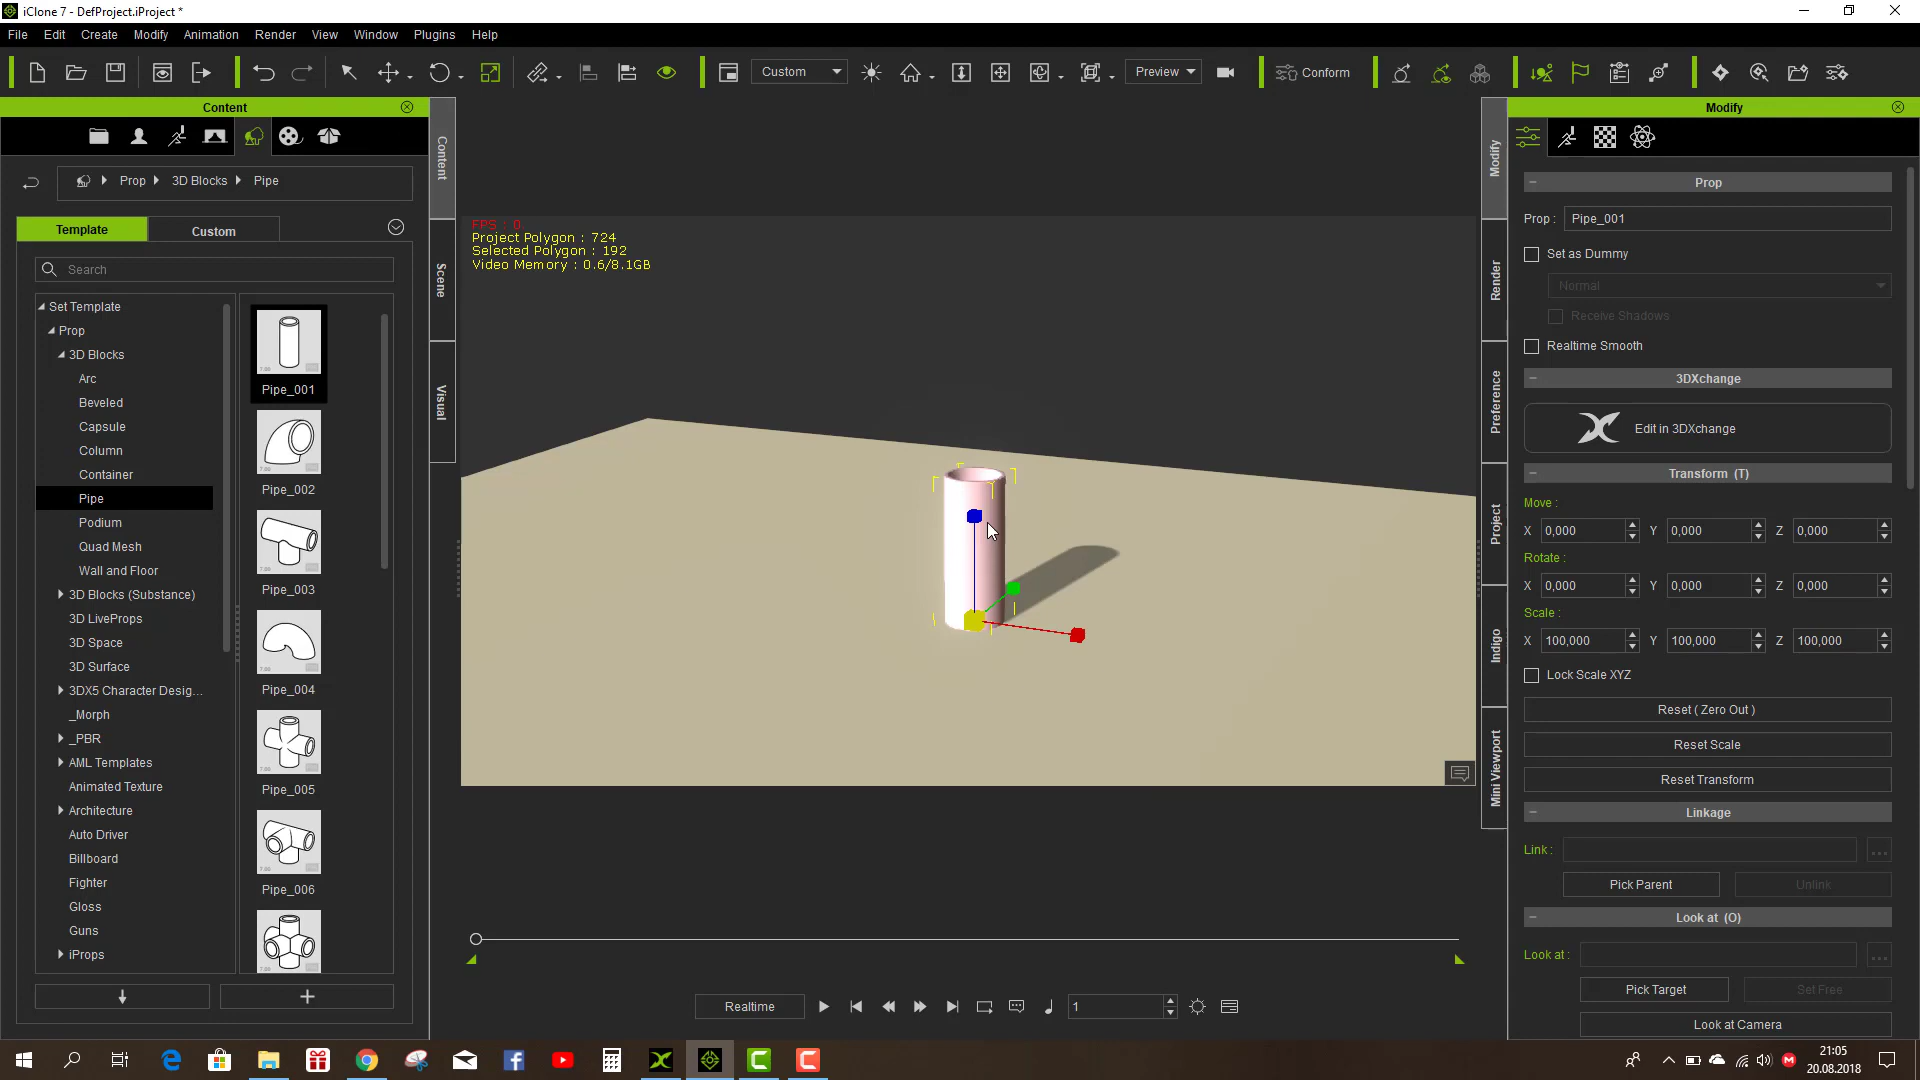 iClone 7 - DefProject.iProject *
File Edit Create Modify Animation Render View Window Plugins Help
Custom Preview Conform
Content
Prop 3D Blocks Pipe
Template Custom
Search
Set Template
Prop
3D Blocks
Arc
Beveled
Capsule
Column
Container
Pipe
Podium
Quad Mesh
Wall and Floor
3D Blocks (Substance)
3D LiveProps
3D Space
3D Surface
3DX5 Character Desig...
_Morph
_PBR
AML Templates
Animated Texture
Architecture
Auto Driver
Billboard
Fighter
Gloss
Guns
iProps
Pipe_001
Pipe_002
Pipe_003
Pipe_004
Pipe_005
Pipe_006
Content
Scene
Visual
FPS : 0
Project Polygon : 724
Selected Polygon : 192
Video Memory : 0.6/8.1GB
Realtime 1
Modify
Render
Preference
Project
Indigo
Mini Viewport
Modify
Prop
Prop : Pipe_001
Set as Dummy
Normal
Receive Shadows
Realtime Smooth
3DXchange
Edit in 3DXchange
Transform (T)
Move :
X 0,000 Y 0,000 Z 0,000
Rotate :
X 0,000 Y 0,000 Z 0,000
Scale :
X 100,000 Y 100,000 Z 100,000
Lock Scale XYZ
Reset ( Zero Out )
Reset Scale
Reset Transform
Linkage
Link : ...
Pick Parent Unlink
Look at (O)
Look at : ...
Pick Target Set Free
Look at Camera
21:05
20.08.2018